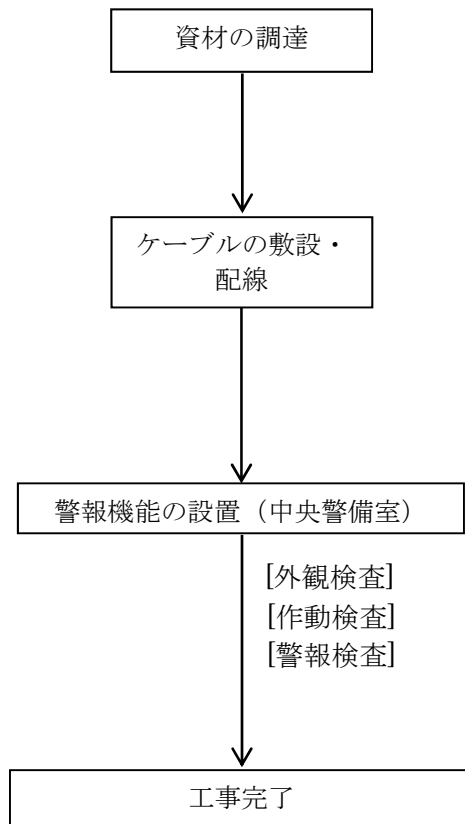 資材の調達
ケーブルの敷設・
配線
警報機能の設置（中央警備室）
[外観検査]
[作動検査]
[警報検査]
工事完了